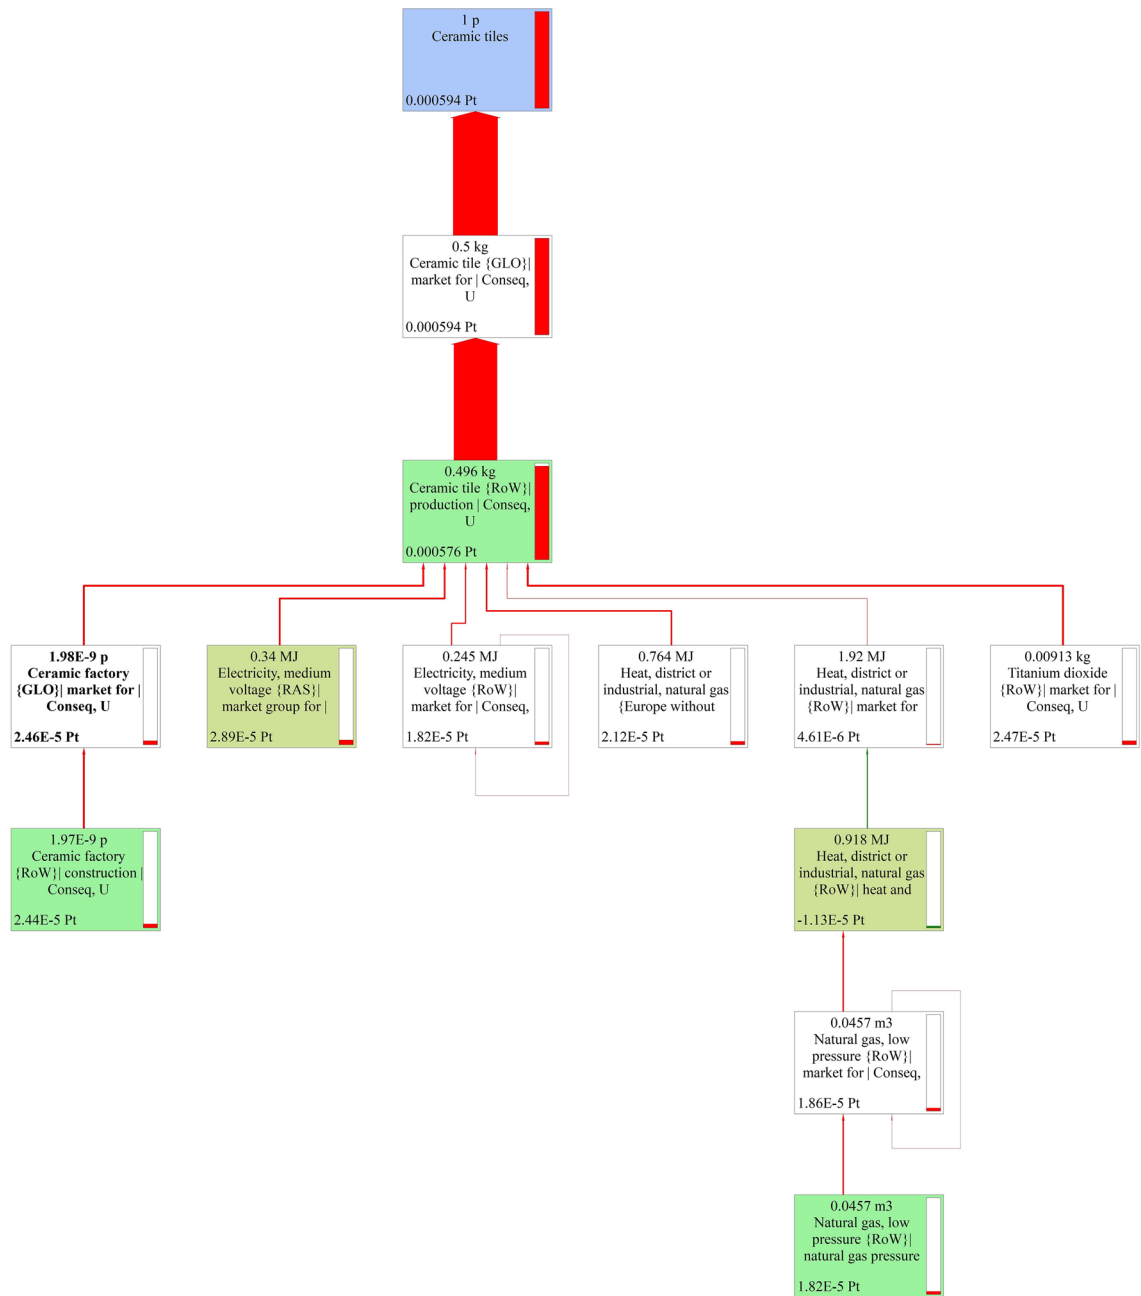 1 p
Ceramic tiles
0.000594 Pt
0.5 kg
Ceramic tile {GLO}|
market for | Conseq,
U
0.000594 Pt
0.496 kg
Ceramic tile {RoW}|
production | Conseq,
U
0.000576 Pt
1.98E-9 p
Ceramic factory
{GLO}| market for |
Conseq, U
2.46E-5 Pt
0.34 MJ
Electricity, medium
voltage {RAS}|
market group for |
2.89E-5 Pt
0.245 MJ
Electricity, medium
voltage {RoW}|
market for | Conseq,
1.82E-5 Pt
0.764 MJ
Heat, district or
industrial, natural gas
{Europe without
2.12E-5 Pt
1.92 MJ
Heat, district or
industrial, natural gas
{RoW}| market for
4.61E-6 Pt
0.00913 kg
Titanium dioxide
{RoW}| market for |
Conseq, U
2.47E-5 Pt
1.97E-9 p
Ceramic factory
{RoW}| construction |
Conseq, U
2.44E-5 Pt
0.918 MJ
Heat, district or
industrial, natural gas
{RoW}| heat and
-1.13E-5 Pt
0.0457 m3
Natural gas, low
pressure {RoW}|
market for | Conseq,
1.86E-5 Pt
0.0457 m3
Natural gas, low
pressure {RoW}|
natural gas pressure
1.82E-5 Pt